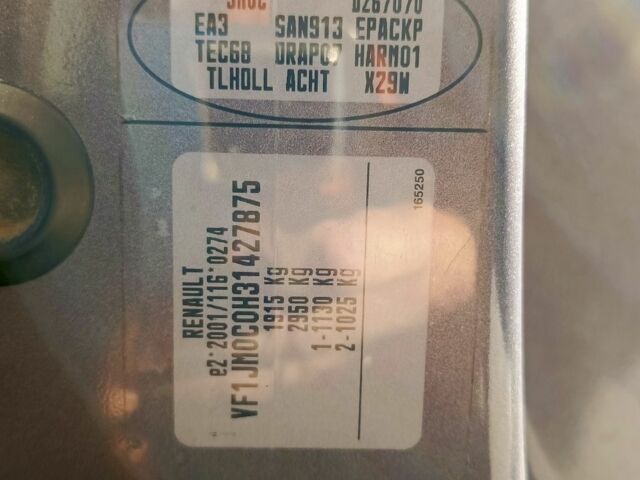 EA3 SAN913 EPACKP
TEC68 DRAP07 HARM01
TLHOLL ACHT X29W
RENAULT
e2*2001/116*0274
VF1JM0C0H31427875
1915 Kg
2950 Kg
1-1130 Kg
2-1025 Kg
165250